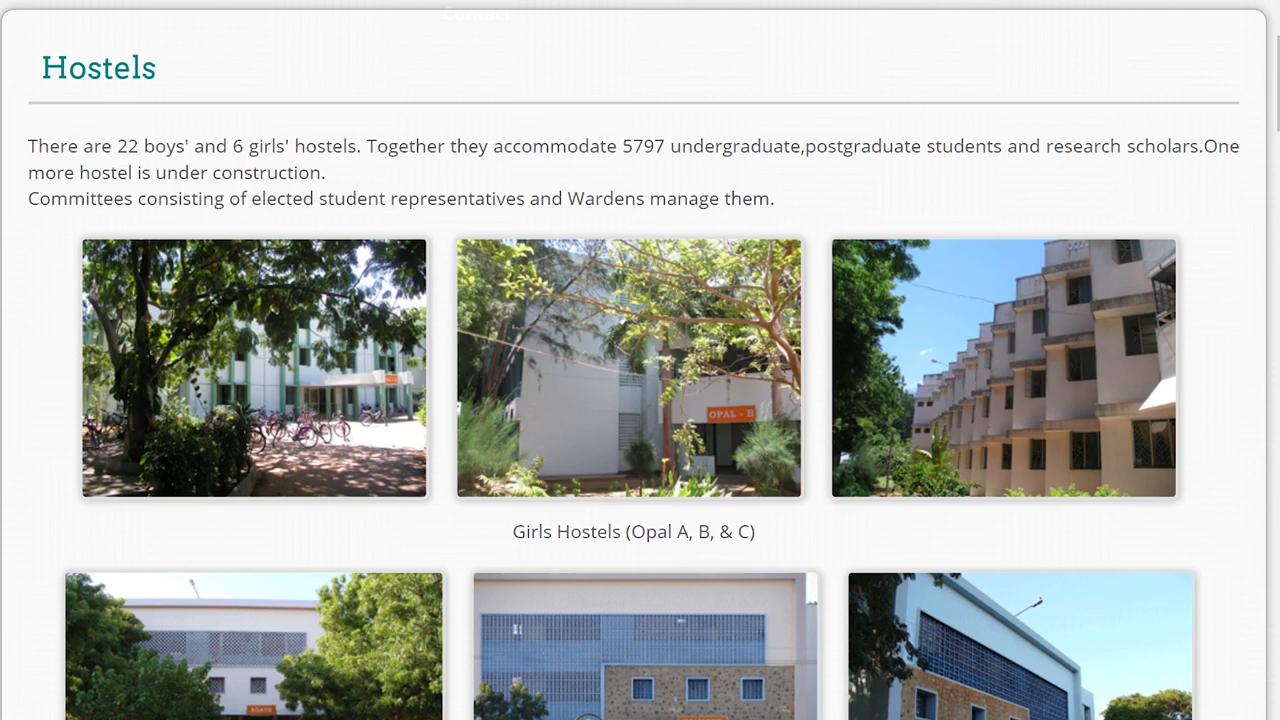 Contact
Hostels
There are 22 boys' and 6 girls' hostels. Together they accommodate 5797 undergraduate,postgraduate students and research scholars.One
more hostel is under construction.
Committees consisting of elected student representatives and Wardens manage them.
OPAL - B
Girls Hostels (Opal A, B, & C)
AGATE